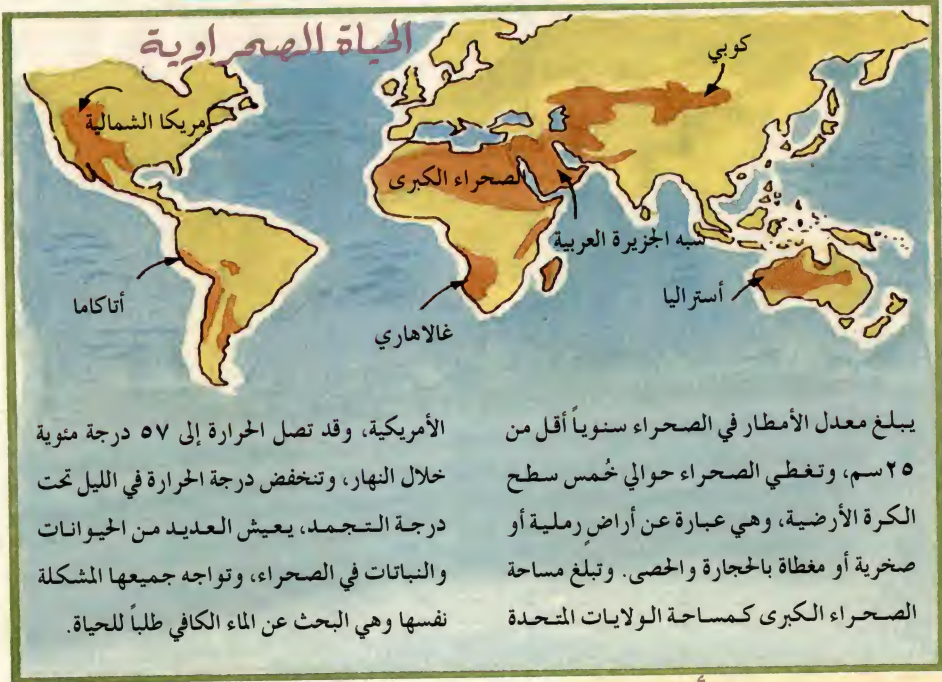 الحياة الصحراوية
كوبي
أمريكا الشمالية
الصحراء الكبرى
شبه الجزيرة العربية
أتاكاما
غالاهاري
أستراليا
يبلغ معدل الأمطار في الصحراء سنوياً أقل من
٢٥سم، وتغطي الصحراء حوالي خُمس سطح
الكرة الأرضية، وهي عبارة عن أراضٍ رملية أو
صخرية أو مغطاة بالحجارة والحصى. وتبلغ مساحة
الصحراء الكبرى كمساحة الولايات المتحدة
الأمريكية، وقد تصل الحرارة إلى ٥٧ درجة مئوية
خلال النهار، وتنخفض درجة الحرارة في الليل تحت
درجة التجمد، يعيش العديد من الحيوانات
والنباتات في الصحراء، وتواجه جميعها المشكلة
نفسها وهي البحث عن الماء الكافي طلباً للحياة.